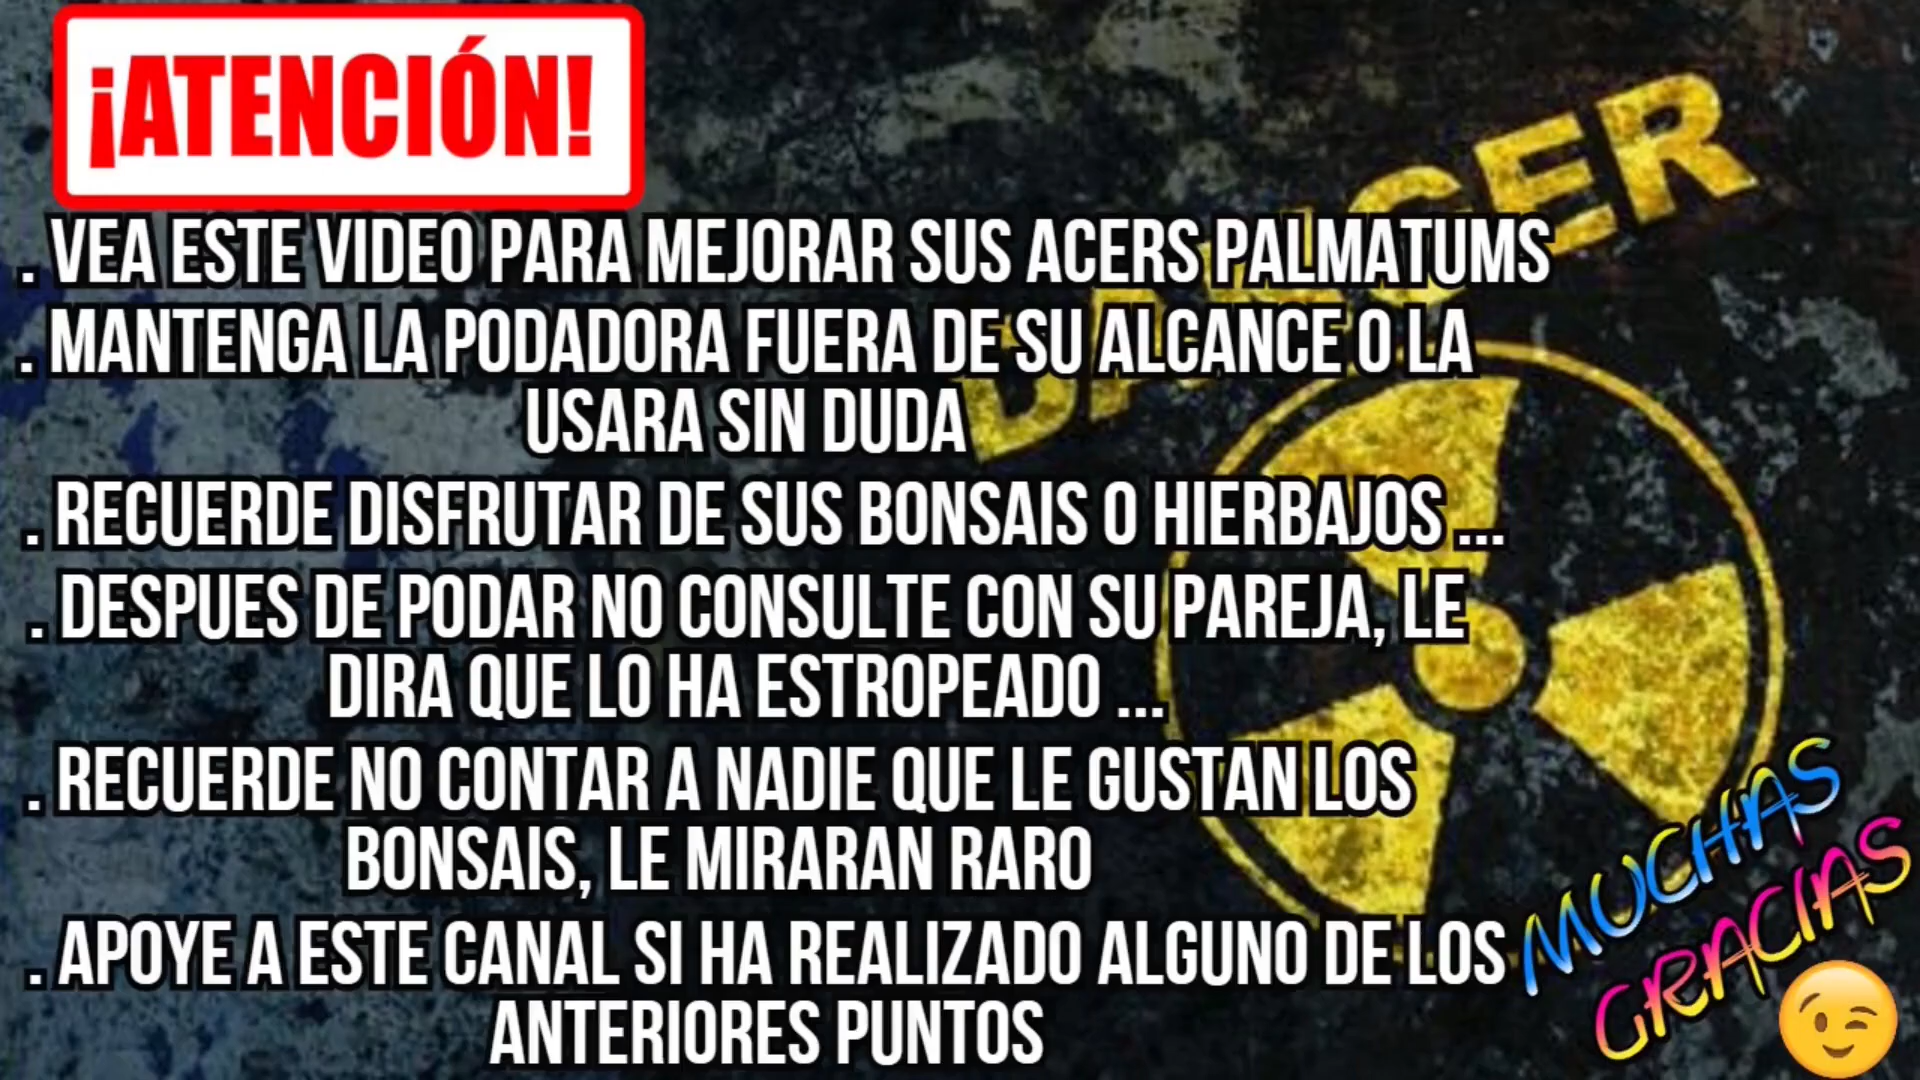 ¡ATENCIÓN!
DANGER
. VEA ESTE VIDEO PARA MEJORAR SUS ACERS PALMATUMS
. MANTENGA LA PODADORA FUERA DE SU ALCANCE O LA
USARA SIN DUDA
. RECUERDE DISFRUTAR DE SUS BONSAIS O HIERBAJOS ...
. DESPUES DE PODAR NO CONSULTE CON SU PAREJA, LE
DIRA QUE LO HA ESTROPEADO ...
. RECUERDE NO CONTAR A NADIE QUE LE GUSTAN LOS
BONSAIS, LE MIRARAN RARO
. APOYE A ESTE CANAL SI HA REALIZADO ALGUNO DE LOS
ANTERIORES PUNTOS
MUCHAS
GRACIAS